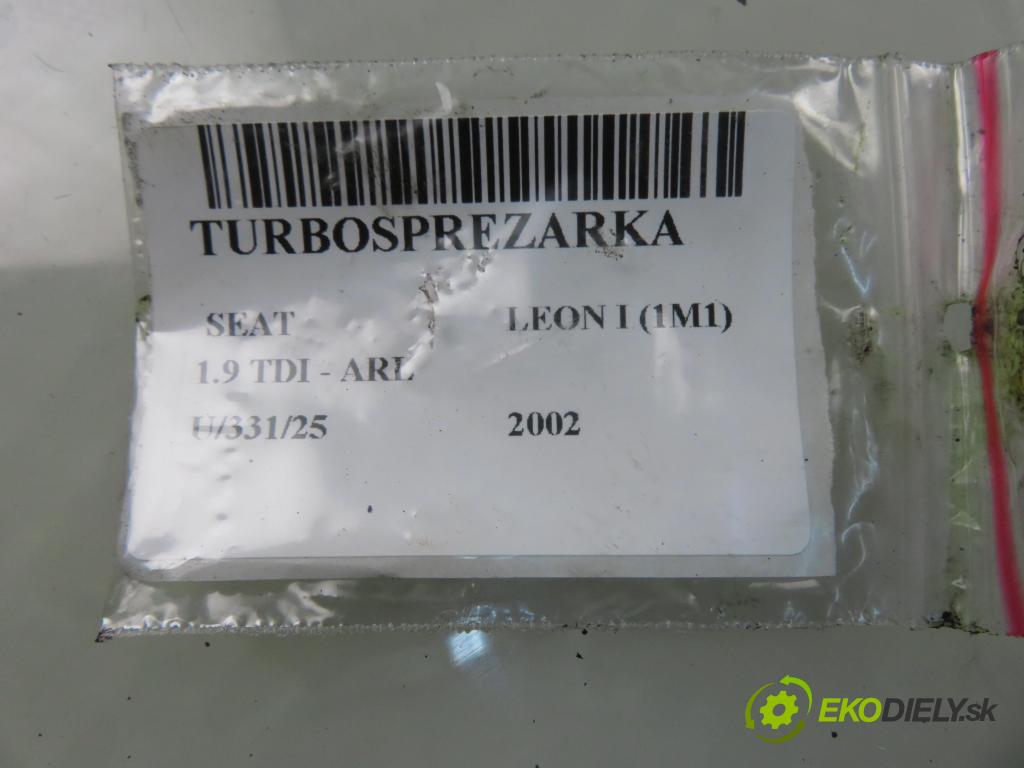 TURBOSPREZARKA
SEAT LEON I (1M1)
1.9 TDI - ARL
U/331/25 2002
EKODIELY.sk